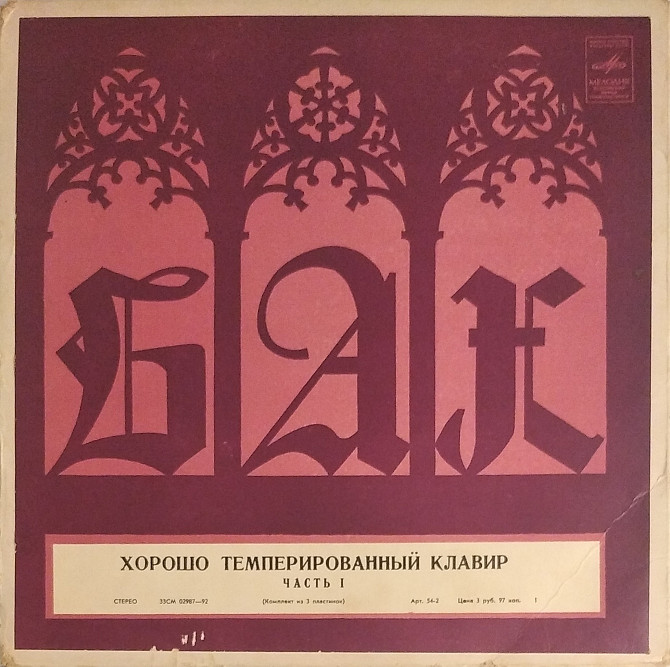 МЕЛОДИЯ
БАХ
ХОРОШО ТЕМПЕРИРОВАННЫЙ КЛАВИР
ЧАСТЬ I
СТЕРЕО 33СМ 02987—92 (Комплект из 3 пластинок) Арт. 54-2 Цена 3 руб. 97 коп. I